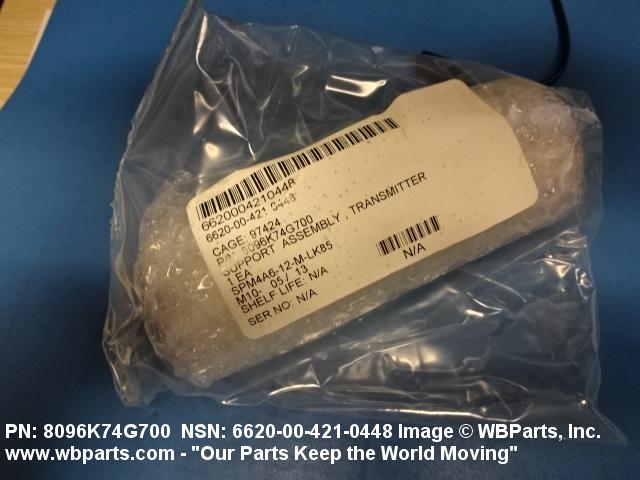 6620004210448
6620-00-421 0448
CAGE: 97424
P/N: 8096K74G700
SUPPORT ASSEMBLY , TRANSMITTER
1 EA
SPM4A6-12-M-LK85
M10- 05 / 13
SHELF LIFE: N/A
SER NO: N/A
N/A
PN: 8096K74G700 NSN: 6620-00-421-0448 Image © WBParts, Inc.
www.wbparts.com - "Our Parts Keep the World Moving"